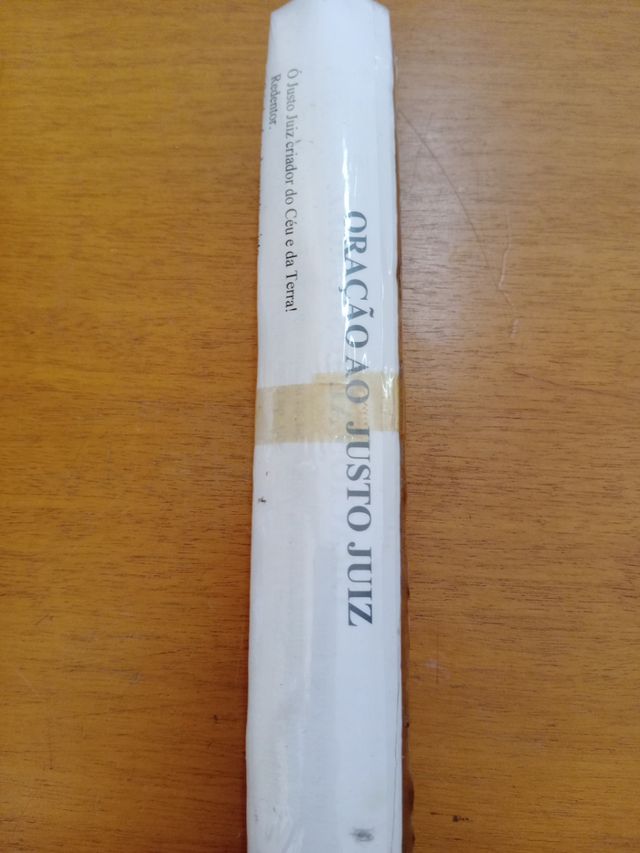 ORAÇÃO AO JUSTO JUIZ
Ó Justo Juiz criador do Céu e da Terra!
Redentor.